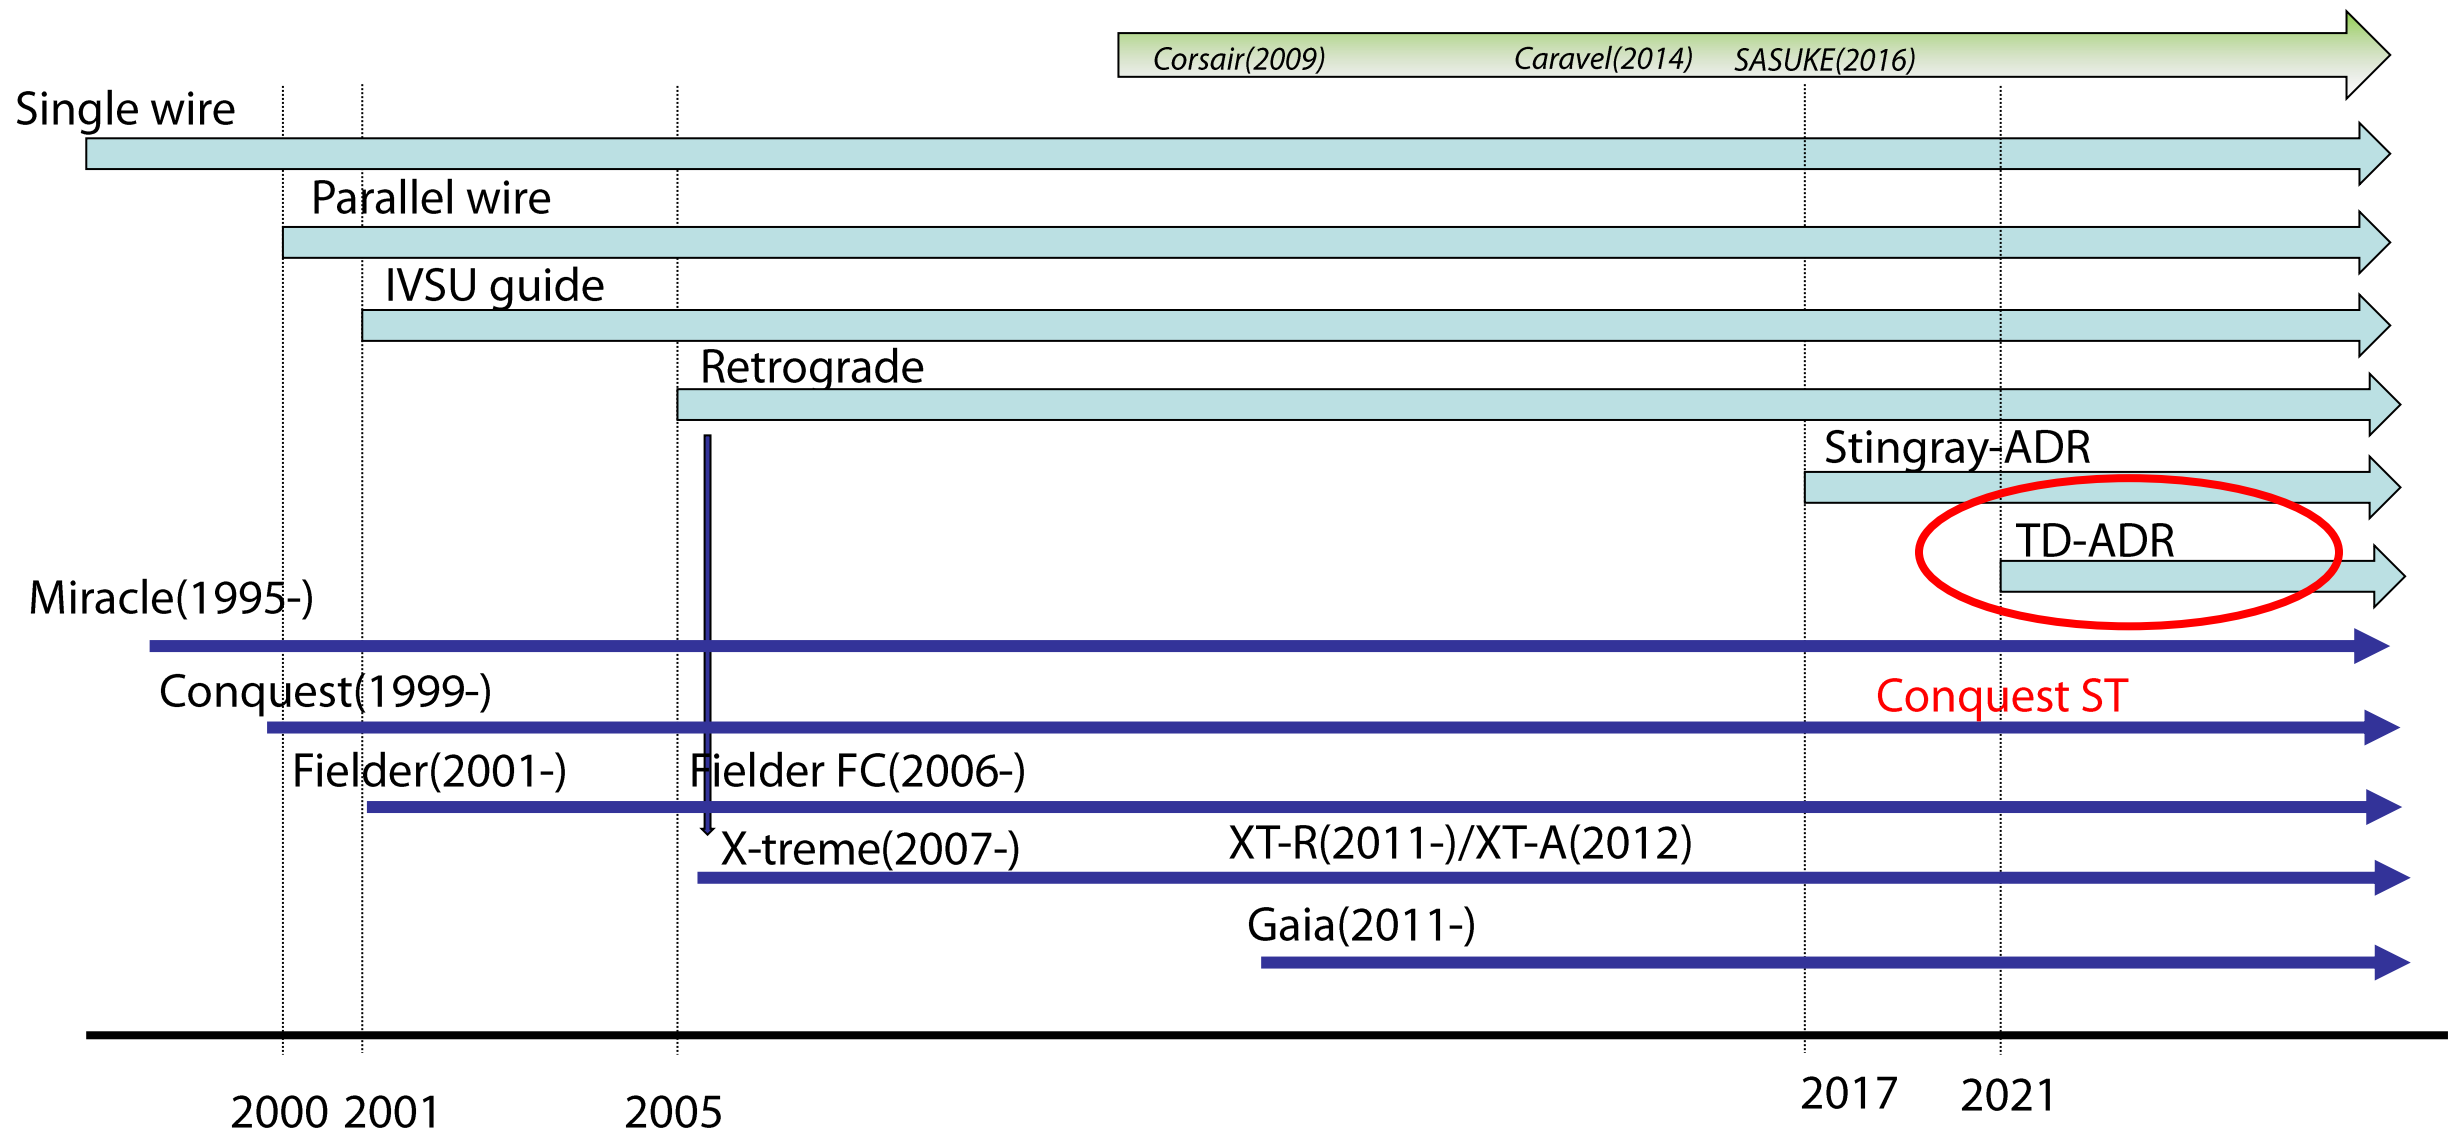 Corsair(2009) Caravel(2014) SASUKE(2016)
Single wire
Parallel wire
IVSU guide
Retrograde
Stingray-ADR
TD-ADR
Miracle(1995-)
Conquest(1999-) Conquest ST
Fielder(2001-) Fielder FC(2006-)
X-treme(2007-) XT-R(2011-)/XT-A(2012)
Gaia(2011-)
2000 2001 2005 2017 2021